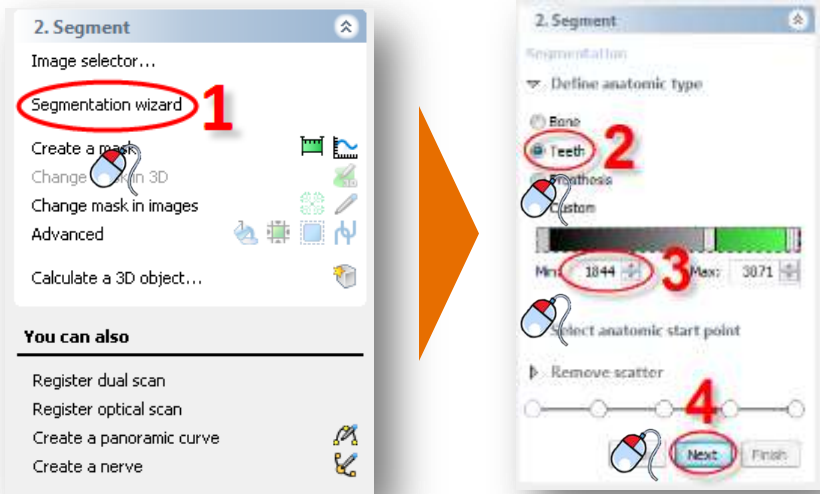 2. Segment
Image selector...
Segmentation wizard
1
Create a mask
Change mask in 3D
Change mask in images
Advanced
Calculate a 3D object...
You can also
Register dual scan
Register optical scan
Create a panoramic curve
Create a nerve
2. Segment
Segmentation
Define anatomic type
Bone
Teeth
2
Prosthesis
Custom
Min: 1844
3
Max: 3071
Select anatomic start point
Remove scatter
4
Next
Finish